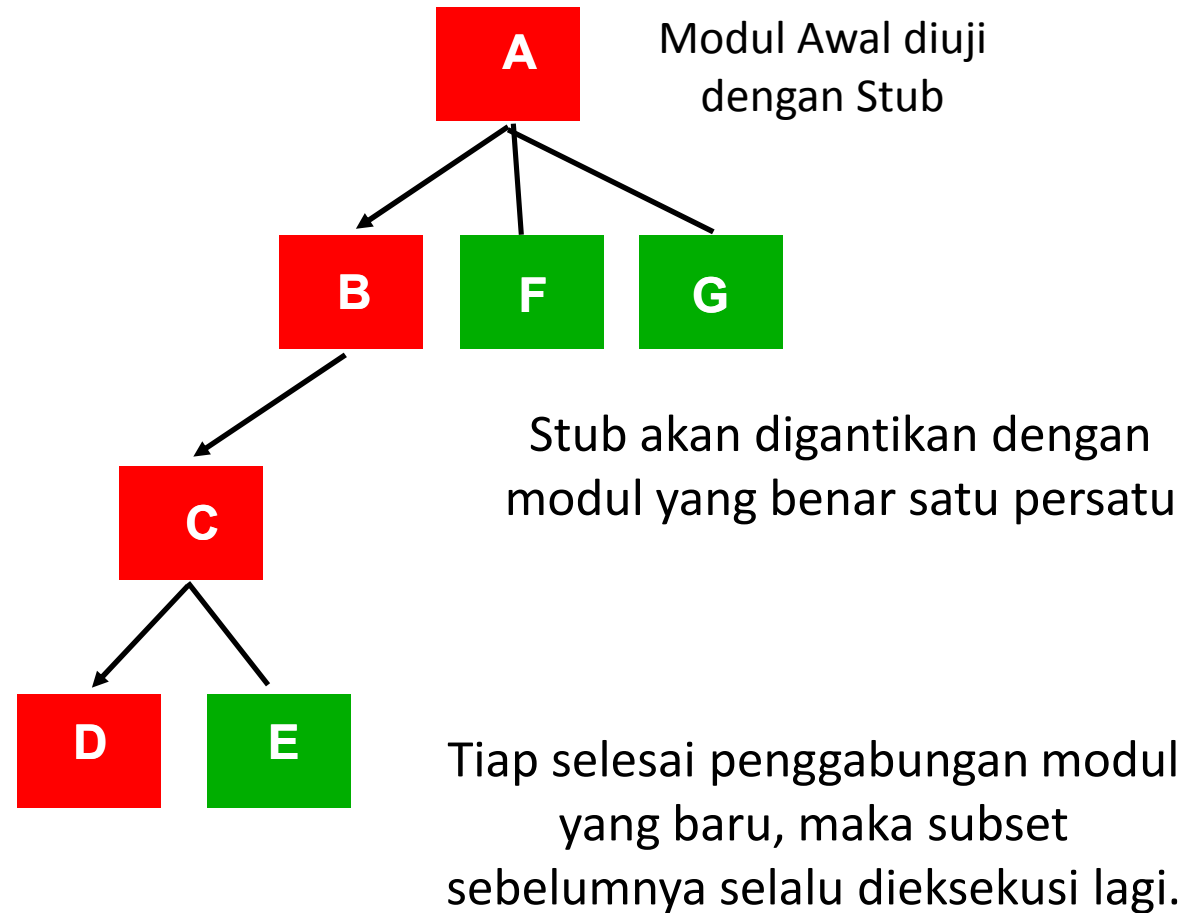 A
Modul Awal diuji
dengan Stub
B
F
G
Stub akan digantikan dengan
modul yang benar satu persatu
C
D
E
Tiap selesai penggabungan modul
yang baru, maka subset
sebelumnya selalu dieksekusi lagi.